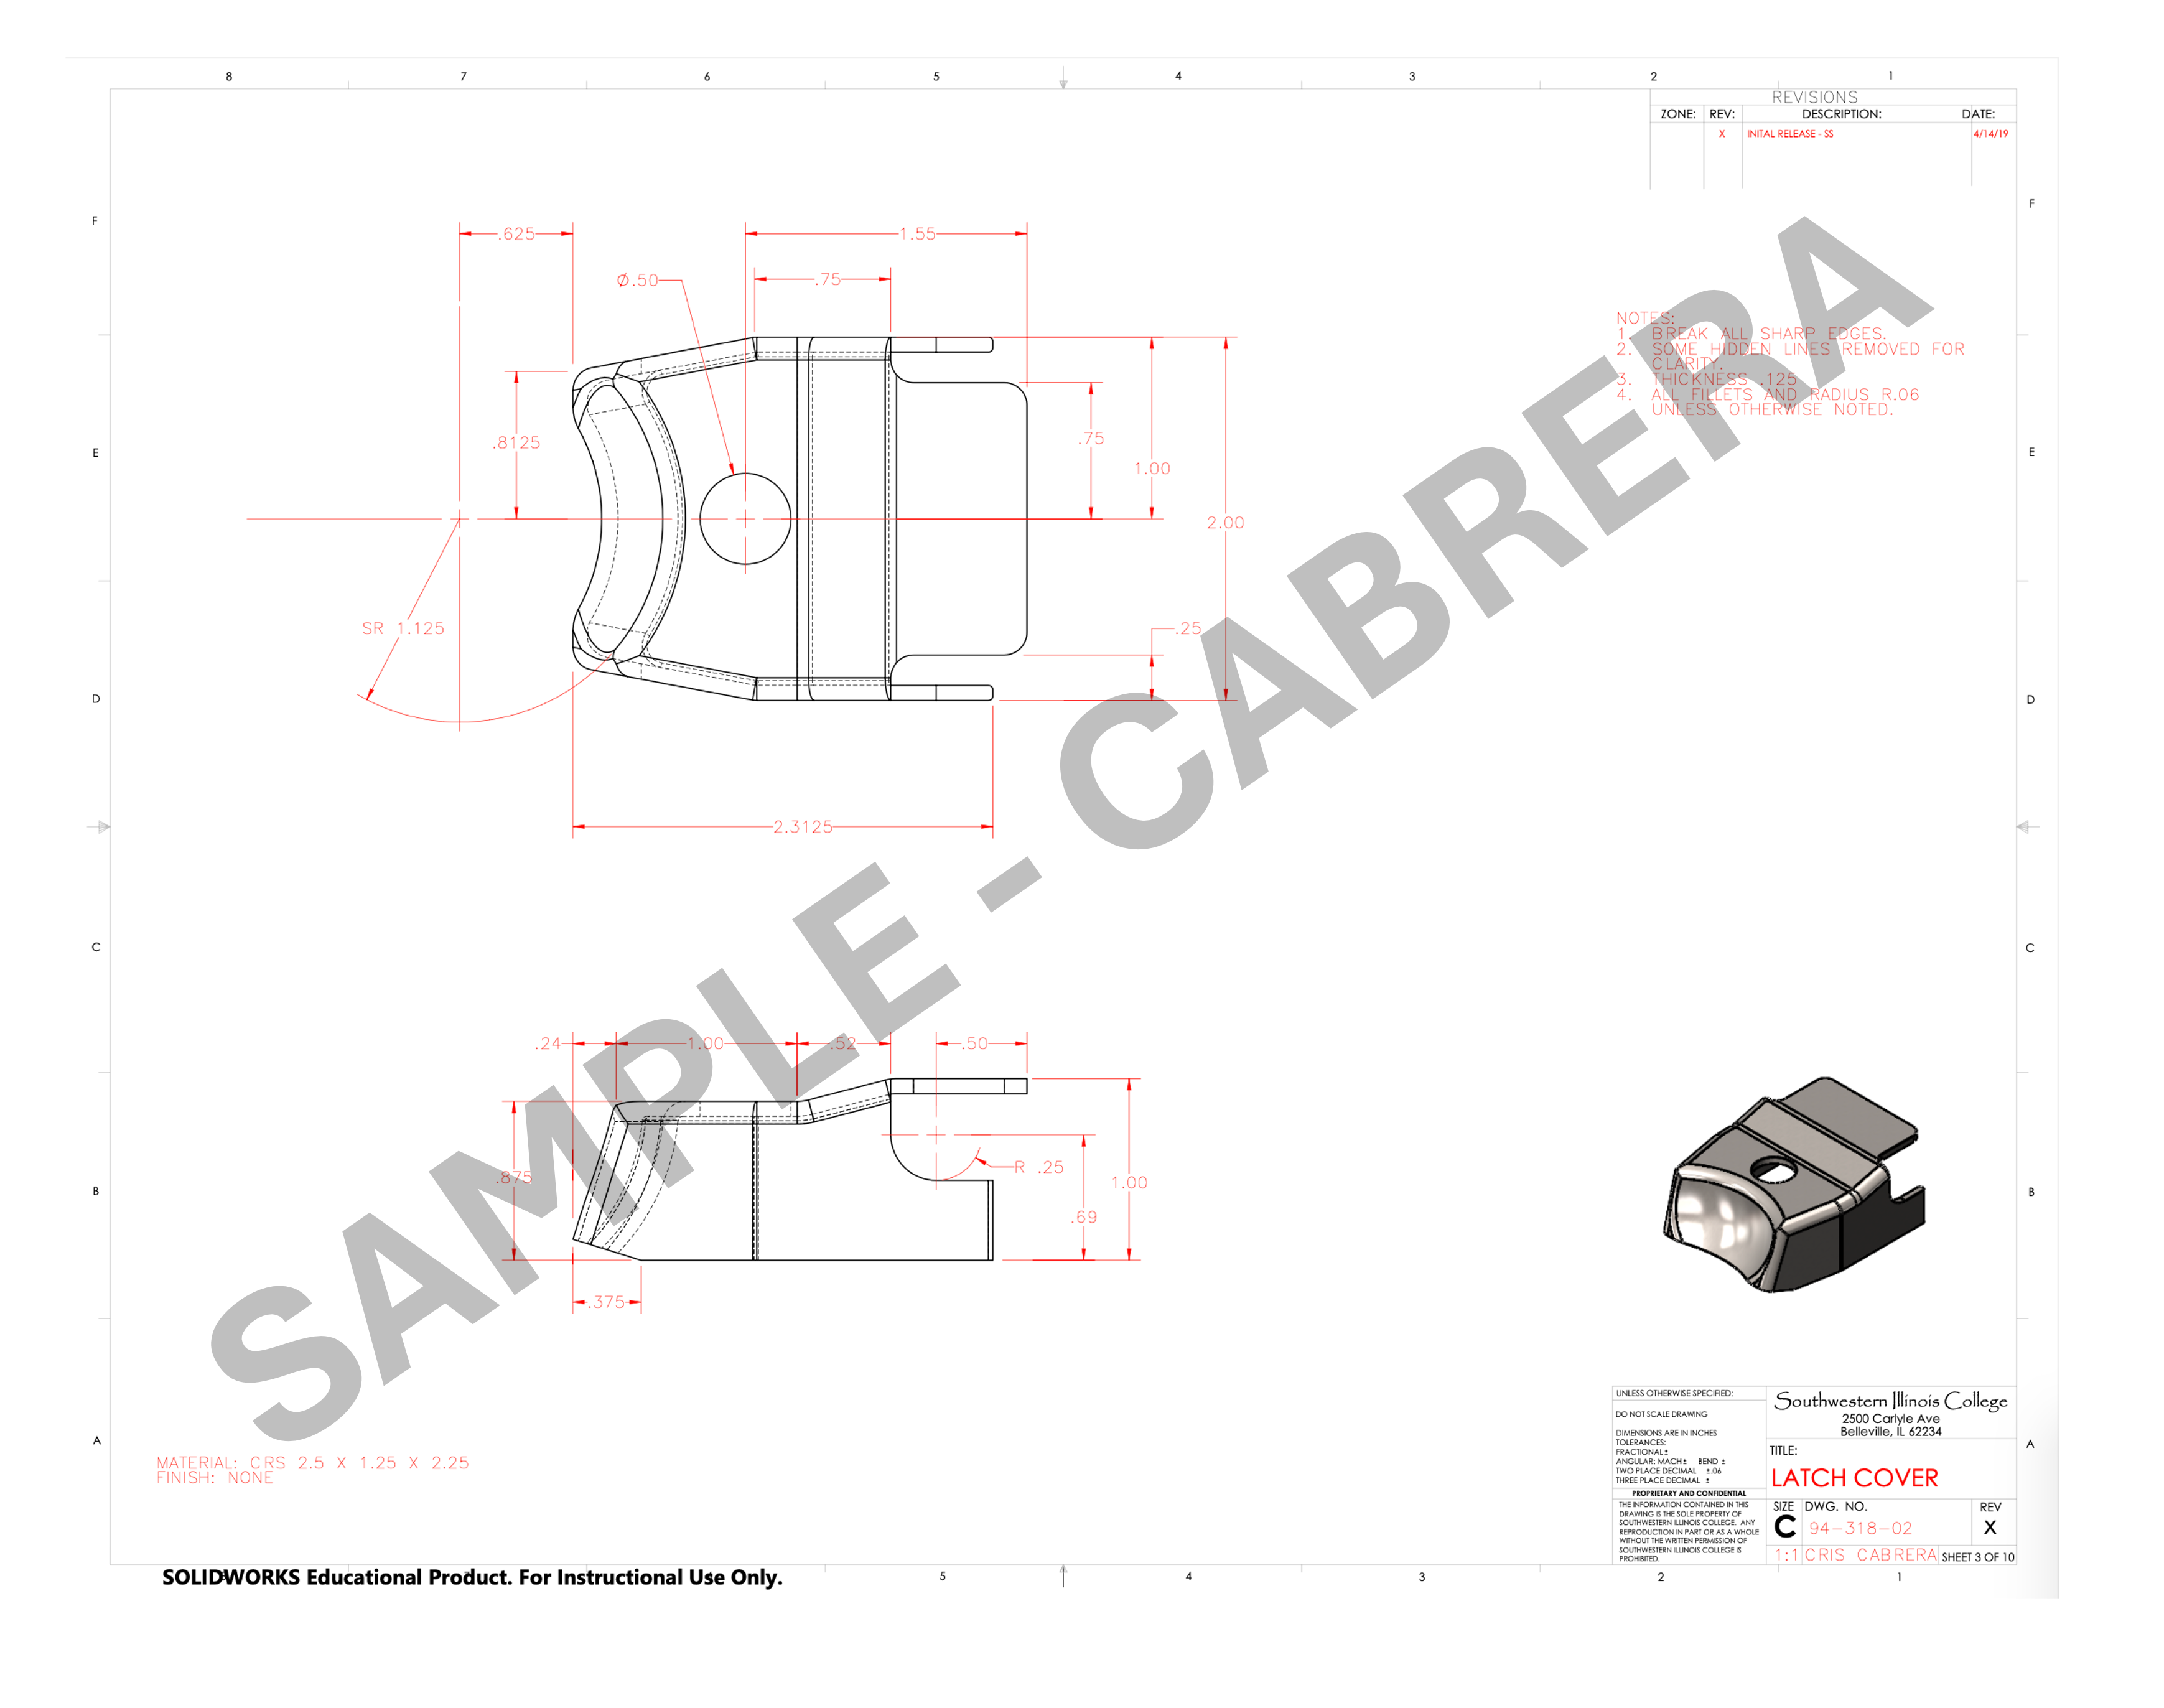 8 7 6 5 4 3 2 1
REVISIONS
ZONE: REV: DESCRIPTION: DATE:
X INITAL RELEASE - SS 4/14/19
F F
.625 1.55
Ø.50 .75
NOTES:
1. BREAK ALL SHARP EDGES.
2. SOME HIDDEN LINES REMOVED FOR
CLARITY.
3. THICKNESS .125
4. ALL FILLETS AND RADIUS R.06
UNLESS OTHERWISE NOTED.
.8125 .75
E E
1.00
2.00
SR 1.125 .25
D D
2.3125
SAMPLE - CABRERA
C C
.24 1.00 .52 .50
.875 R .25
1.00
B B
.69
.375
A A
MATERIAL: CRS 2.5 X 1.25 X 2.25
FINISH: NONE
UNLESS OTHERWISE SPECIFIED:
DO NOT SCALE DRAWING
DIMENSIONS ARE IN INCHES
TOLERANCES:
FRACTIONAL ±
ANGULAR: MACH ± BEND ±
TWO PLACE DECIMAL ±.06
THREE PLACE DECIMAL ±
PROPRIETARY AND CONFIDENTIAL
THE INFORMATION CONTAINED IN THIS
DRAWING IS THE SOLE PROPERTY OF
SOUTHWESTERN ILLINOIS COLLEGE. ANY
REPRODUCTION IN PART OR AS A WHOLE
WITHOUT THE WRITTEN PERMISSION OF
SOUTHWESTERN ILLINOIS COLLEGE IS
PROHIBITED.
Southwestern Illinois College
2500 Carlyle Ave
Belleville, IL 62234
TITLE:
LATCH COVER
SIZE DWG. NO. REV
C 94-318-02 X
1:1 CRIS CABRERA SHEET 3 OF 10
SOLIDWORKS Educational Product. For Instructional Use Only.
5 4 3 2 1